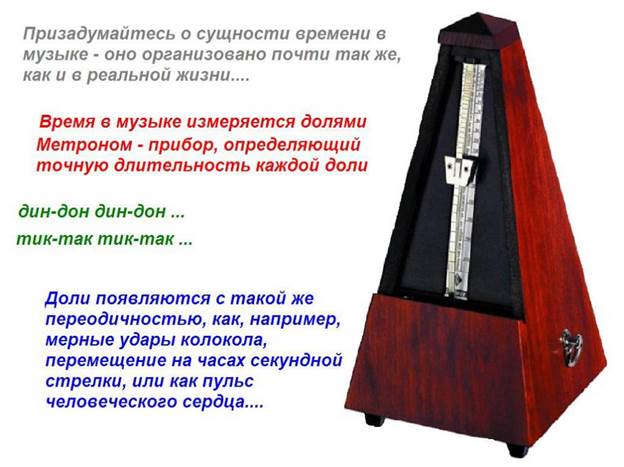 Призадумайтесь о сущности времени в
музыке - оно организовано почти так же,
как и в реальной жизни....
Время в музыке измеряется долями
Метроном - прибор, определяющий
точную длительность каждой доли
дин-дон дин-дон ...
тик-так тик-так ...
Доли появляются с такой же
переодичностью, как, например,
мерные удары колокола,
перемещение на часах секундной
стрелки, или как пульс
человеческого сердца....